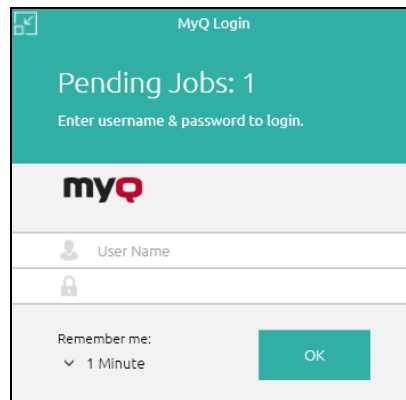 MyQ Login
Pending Jobs: 1
Enter username & password to login.
myQ
User Name
Remember me:
1 Minute
OK